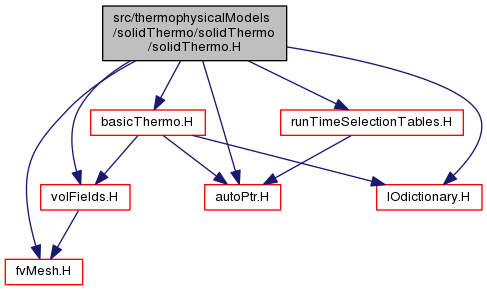 src/thermophysicalModels
/solidThermo/solidThermo
/solidThermo.H
basicThermo.H
runTimeSelectionTables.H
volFields.H
autoPtr.H
IOdictionary.H
fvMesh.H